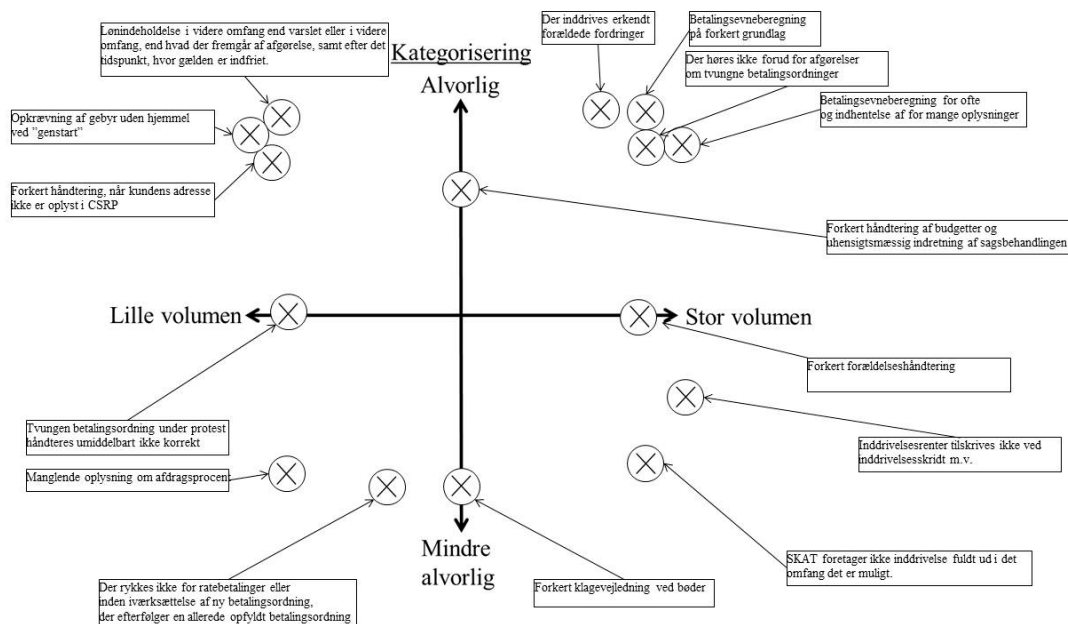 Lønindeholdelse i videre omfang end varslet eller i videre
omfang, end hvad der fremgår af afgørelse, samt efter det
tidspunkt, hvor gælden er indfriet.
Opkrævning af gebyr uden hjemmel
ved ”genstart”
Forkert håndtering, når kundens adresse
ikke er oplyst i CSRP
Kategorisering
Alvorlig
Der inddrives erkendt
forældede fordringer
Betalingsevneberegning
på forkert grundlag
Der høres ikke forud for afgørelser
om tvungne betalingsordninger
Betalingsevneberegning for ofte
og indhentelse af for mange oplysninger
Forkert håndtering af budgetter og
uhensigtsmæssig indretning af sagsbehandlingen
Lille volumen
Stor volumen
Forkert forældelseshåndtering
Tvungen betalingsordning under protest
håndteres umiddelbart ikke korrekt
Manglende oplysning om afdragsprocent
Inddrivelsesrenter tilskrives ikke ved
inddrivelsesskridt m.v.
Mindre
alvorlig
SKAT foretager ikke inddrivelse fuldt ud i det
omfang det er muligt.
Der rykkes ikke for ratebetalinger eller
inden iværksættelse af ny betalingsordning,
der efterfølger en allerede opfyldt betalingsordning
Forkert klagevejledning ved bøder